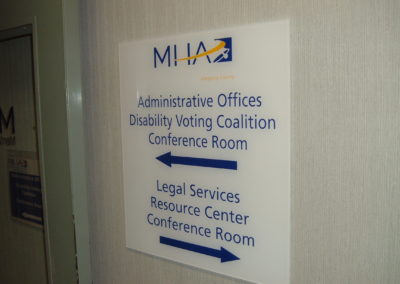 MHA
Administrative Offices
Disability Voting Coalition
Conference Room
Legal Services
Resource Center
Conference Room